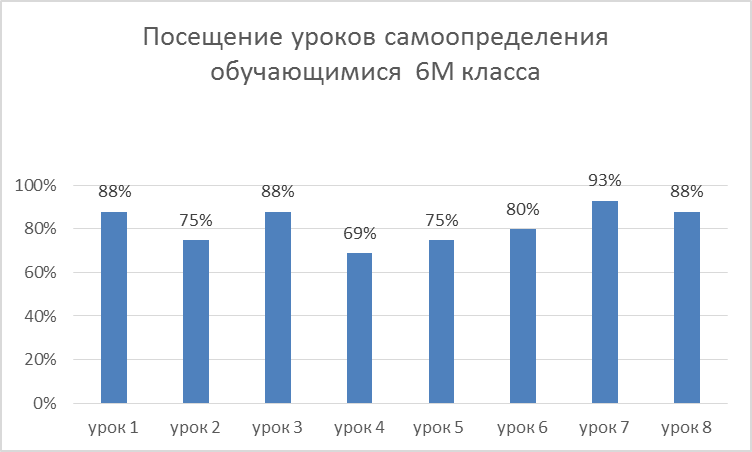 Посещение уроков самоопределения
обучающимися 6М класса
93%
88%
88%
88%
80%
75%
75%
69%
100%
80%
60%
40%
20%
0%
урок 1
урок 2
урок 3
урок 4
урок 5
урок 6
урок 7
урок 8